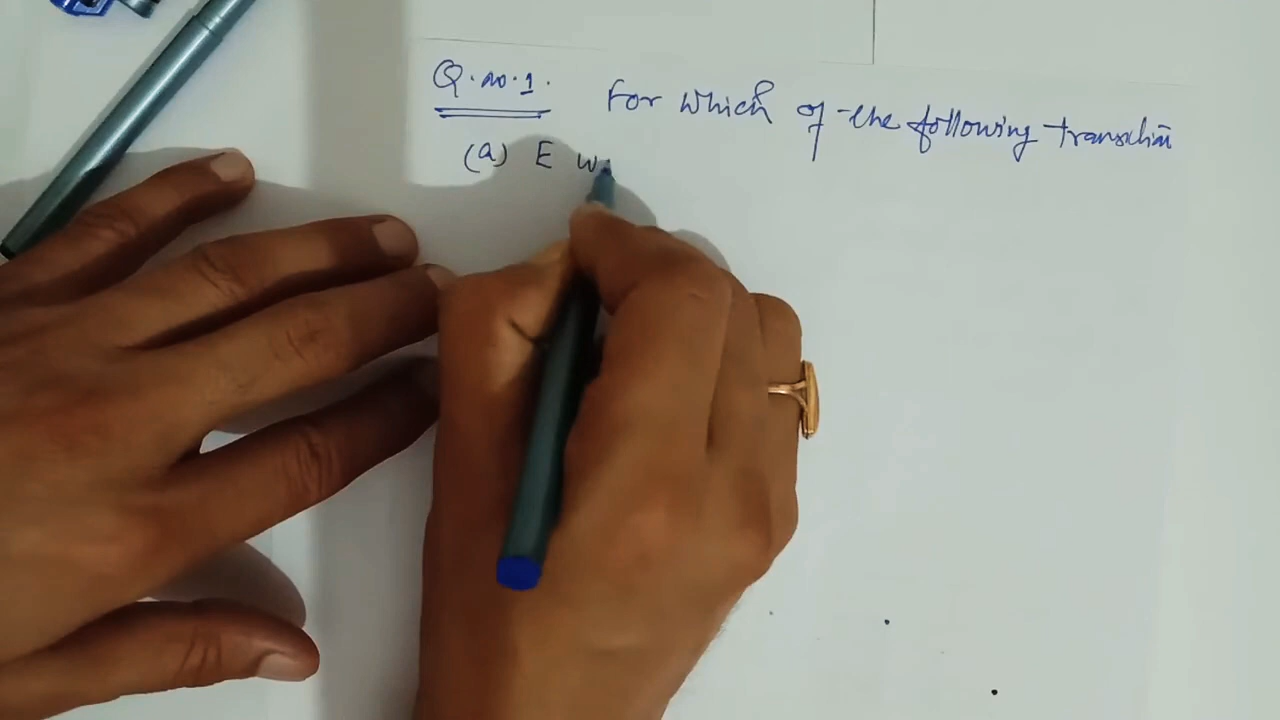 Q.no.1. For which of the following transition
(a) E w